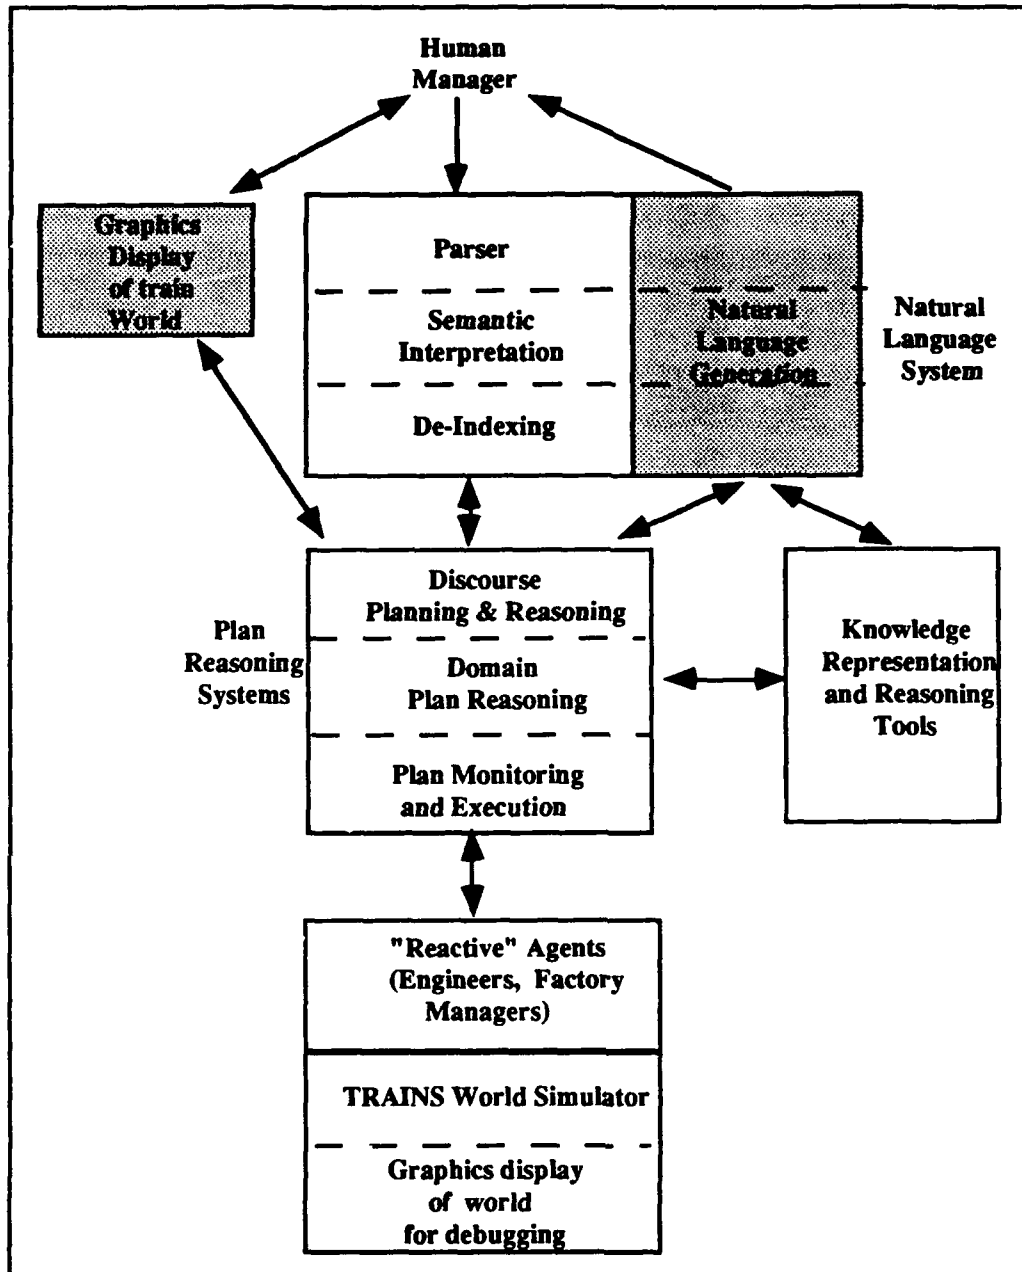 Human
Manager
Graphics
Display
of train
World
Parser
Semantic
Interpretation
De-Indexing
Natural
Language
Generation
Natural
Language
System
Plan
Reasoning
Systems
Discourse
Planning & Reasoning
Domain
Plan Reasoning
Plan Monitoring
and Execution
Knowledge
Representation
and Reasoning
Tools
"Reactive" Agents
(Engineers, Factory
Managers)
TRAINS World Simulator
Graphics display
of world
for debugging